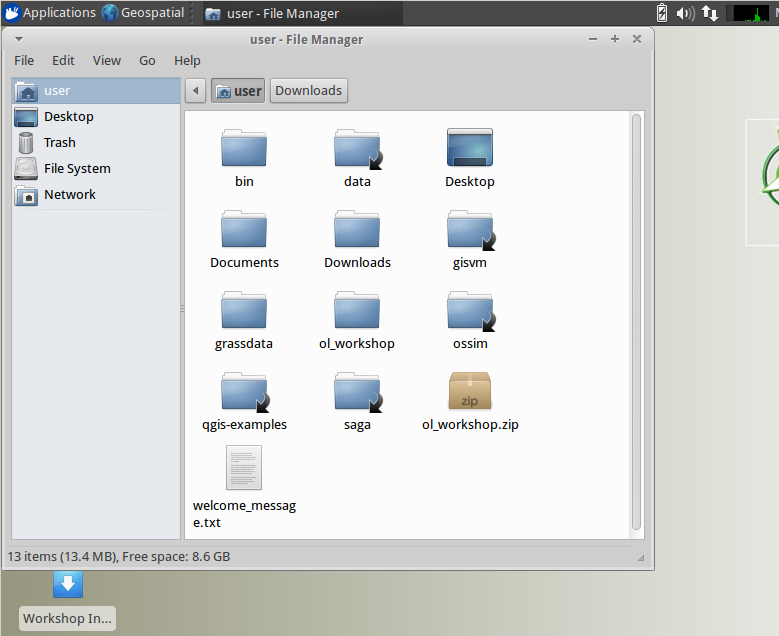 Applications Geospatial user - File Manager
user - File Manager
File Edit View Go Help
user Downloads
user
Desktop
Trash
File System
Network
bin data Desktop
Documents Downloads gisvm
grassdata ol_workshop ossim
qgis-examples saga zip
ol_workshop.zip
welcome_messag
e.txt
13 items (13.4 MB), Free space: 8.6 GB
Workshop In...